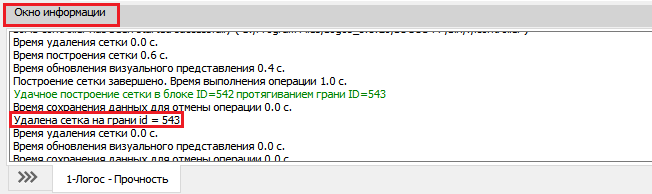 Окно информации
Время удаления сетки 0.0 с.
Время построения сетки 0.6 с.
Время обновления визуального представления 0.4 с.
Построение сетки завершено. Время выполнения операции 1.0 с.
Удачное построение сетки в блоке ID=542 протягиванием грани ID=543
Время сохранения данных для отмены операции 0.0 с.
Удалена сетка на грани id = 543
Время удаления сетки 0.0 с.
Время обновления визуального представления 0.0 с.
Время сохранения данных для отмены операции 0.0 с.
1-Логос - Прочность